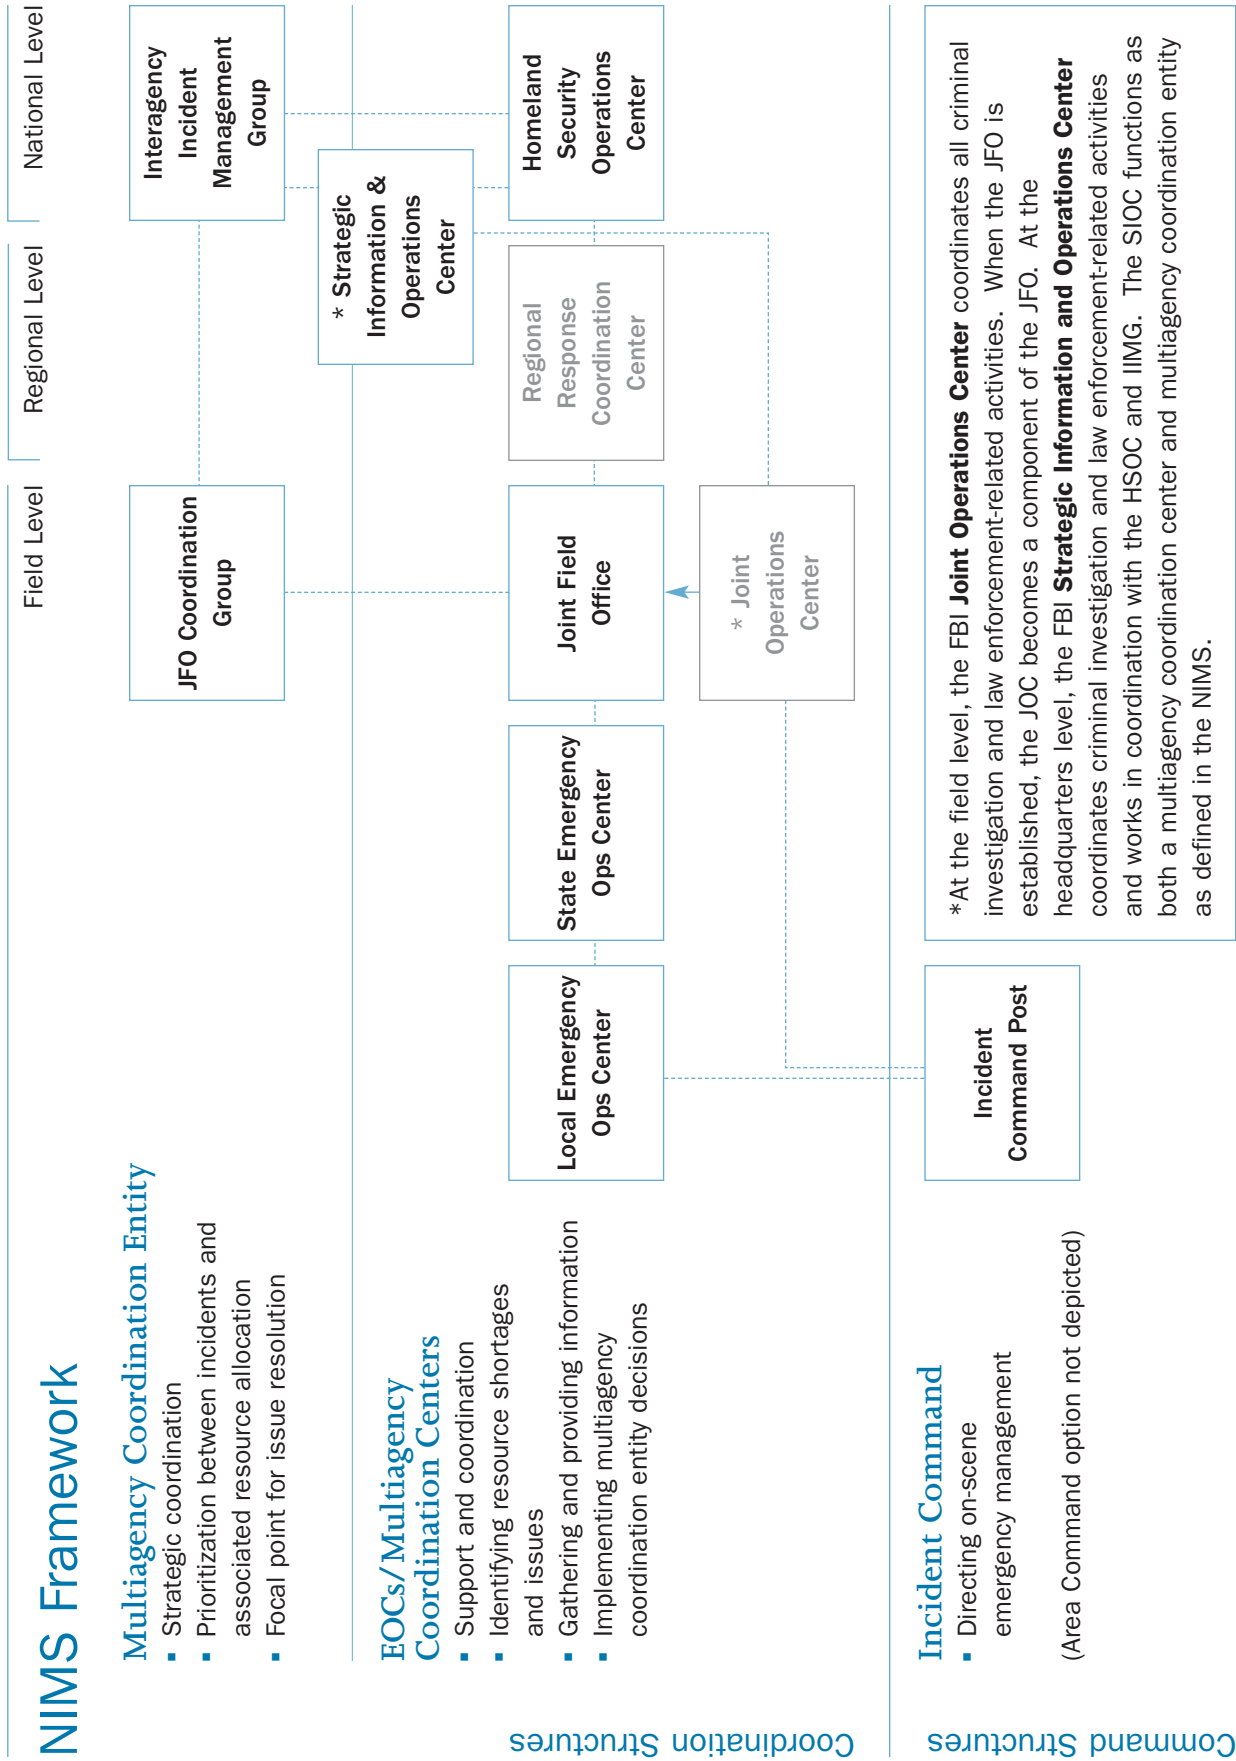 NIMS Framework
Field Level
Regional Level
National Level
Multiagency Coordination Entity
▪ Strategic coordination
▪ Prioritization between incidents and
associated resource allocation
▪ Focal point for issue resolution
JFO Coordination
Group
Interagency
Incident
Management
Group
* Strategic
Information &
Operations
Center
Coordination Structures
EOCs/Multiagency
Coordination Centers
▪ Support and coordination
▪ Identifying resource shortages
and issues
▪ Gathering and providing information
▪ Implementing multiagency
coordination entity decisions
Local Emergency
Ops Center
State Emergency
Ops Center
Joint Field
Office
Regional
Response
Coordination
Center
Homeland
Security
Operations
Center
* Joint
Operations
Center
Command Structures
Incident Command
▪ Directing on-scene
emergency management
(Area Command option not depicted)
Incident
Command Post
*At the field level, the FBI Joint Operations Center coordinates all criminal
investigation and law enforcement-related activities. When the JFO is
established, the JOC becomes a component of the JFO. At the
headquarters level, the FBI Strategic Information and Operations Center
coordinates criminal investigation and law enforcement-related activities
and works in coordination with the HSOC and IIMG. The SIOC functions as
both a multiagency coordination center and multiagency coordination entity
as defined in the NIMS.